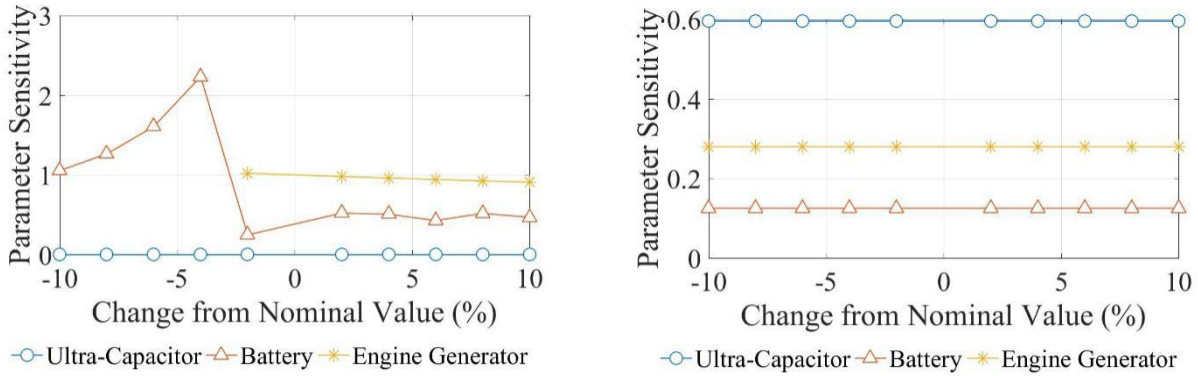 Parameter Sensitivity
3
2
1
0
-10 -5 0 5 10
Change from Nominal Value (%)
Ultra-Capacitor Battery Engine Generator
Parameter Sensitivity
0.6
0.4
0.2
0
-10 -5 0 5 10
Change from Nominal Value (%)
Ultra-Capacitor Battery Engine Generator